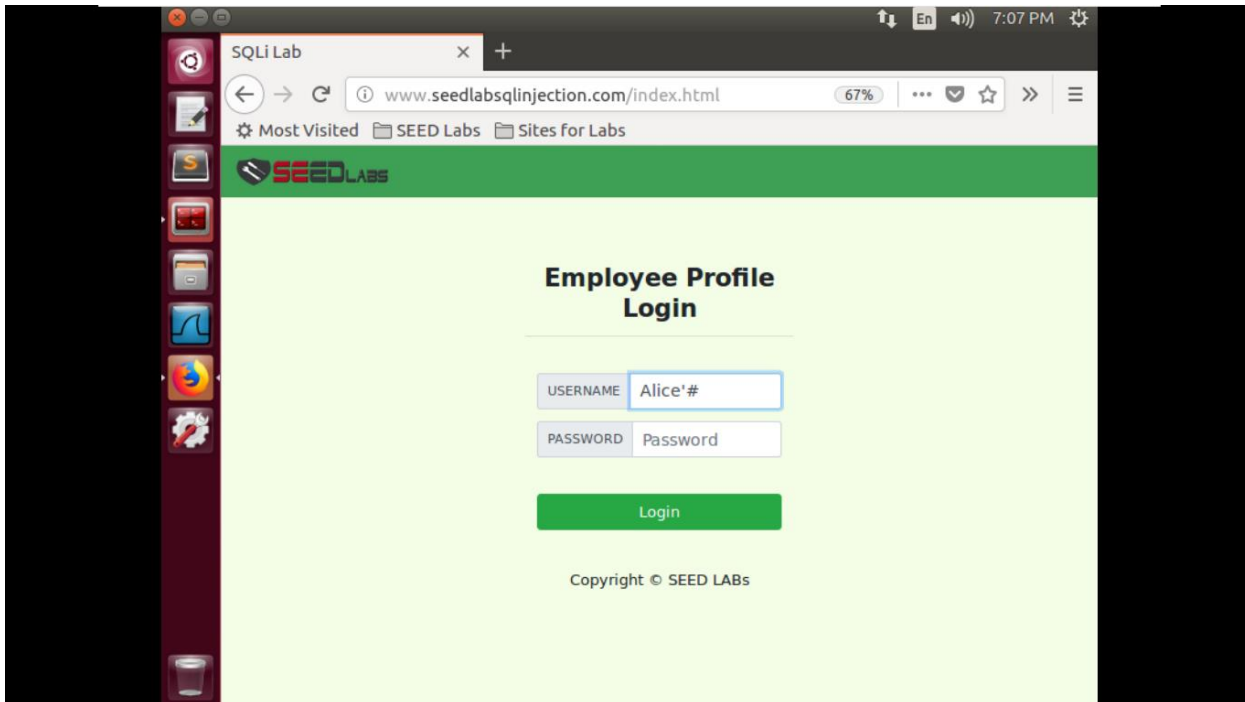 En 7:07 PM
SQLi Lab
www.seedlabsqlinjection.com/index.html 67%
Most Visited SEED Labs Sites for Labs
SEEDLABS
Employee Profile
Login
USERNAME Alice'#
PASSWORD Password
Login
Copyright © SEED LABs